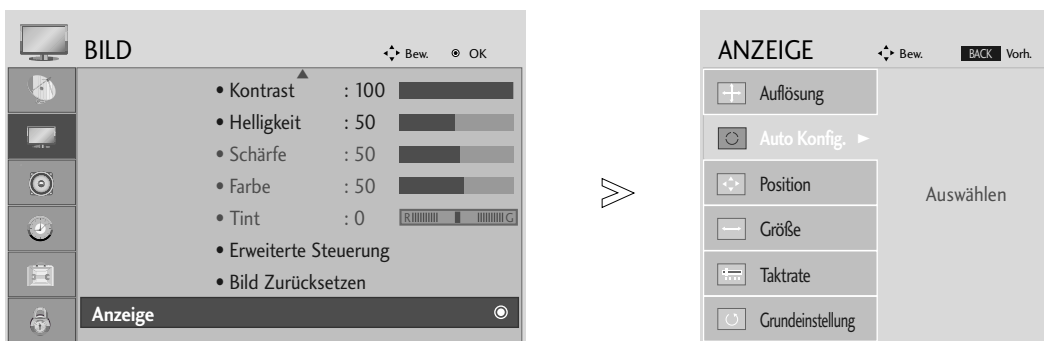 BILD Bew. OK
• Kontrast : 100
• Helligkeit : 50
• Schärfe : 50
• Farbe : 50
• Tint : 0 R G
• Erweiterte Steuerung
• Bild Zurücksetzen
Anzeige
ANZEIGE Bew. BACK Vorh.
Auflösung
Auto Konfig.
Position
Größe
Taktrate
Grundeinstellung
Auswählen